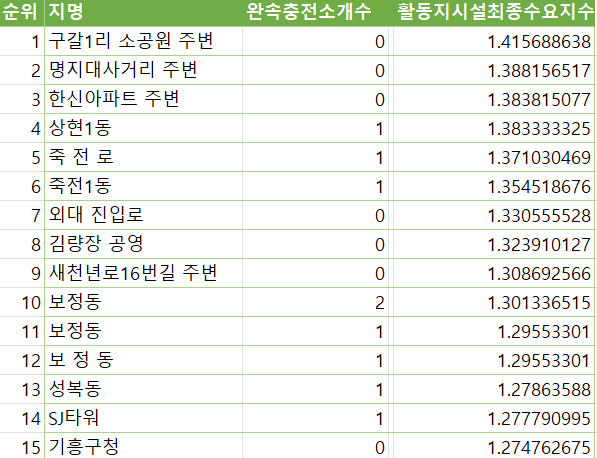 순위 지명 완속충전소개수 활동지시설최종수요지수
1 구갈1리 소공원 주변 0 1.415688638
2 명지대사거리 주변 0 1.388156517
3 한신아파트 주변 0 1.383815077
4 상현1동 1 1.383333325
5 죽 전 로 1 1.371030469
6 죽전1동 1 1.354518676
7 외대 진입로 0 1.330555528
8 김량장 공영 0 1.323910127
9 새천년로16번길 주변 0 1.308692566
10 보정동 2 1.301336515
11 보정동 1 1.29553301
12 보 정 동 1 1.29553301
13 성복동 1 1.27863588
14 SJ타워 1 1.277790995
15 기흥구청 0 1.274762675